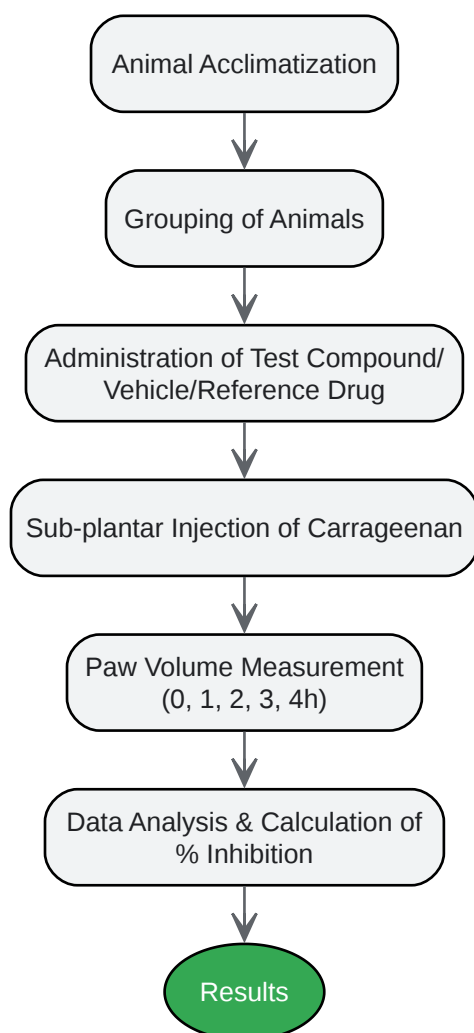 Animal Acclimatization
Grouping of Animals
Administration of Test Compound/
Vehicle/Reference Drug
Sub-plantar Injection of Carrageenan
Paw Volume Measurement
(0, 1, 2, 3, 4h)
Data Analysis & Calculation of
% Inhibition
Results